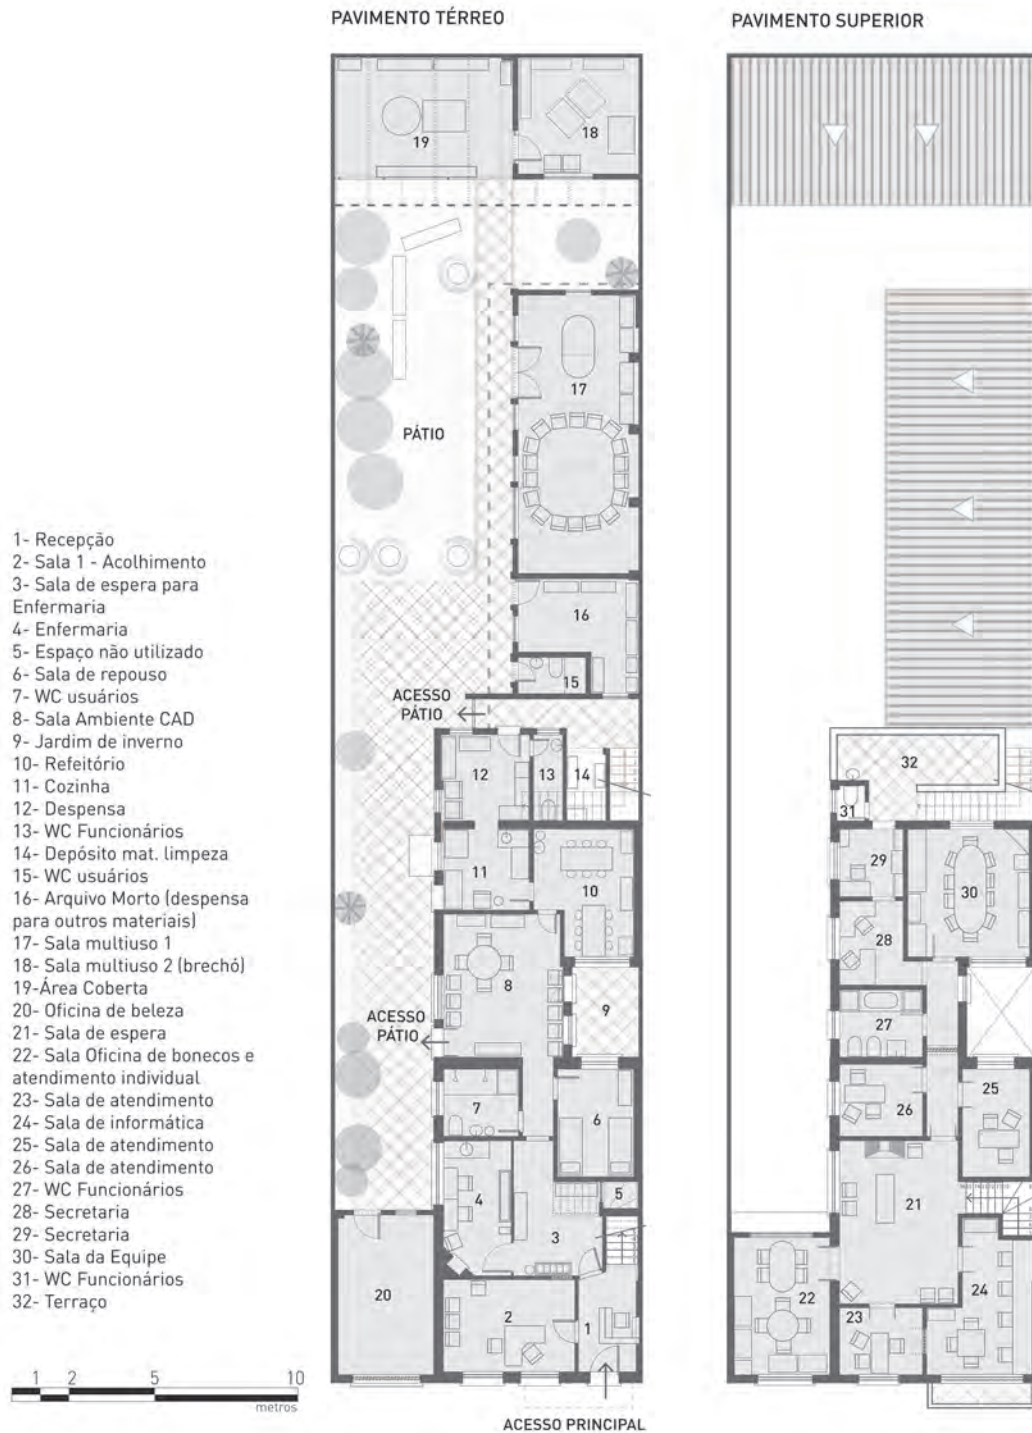 PAVIMENTO TÉRREO
PAVIMENTO SUPERIOR
19
18
17
PÁTIO
16
15
ACESSO
PÁTIO
12
13
14
11
10
8
ACESSO
PÁTIO
9
7
6
4
5
3
20
2
1
ACESSO PRINCIPAL
32
31
29
30
28
27
25
26
21
24
22
23
1- Recepção
2- Sala 1 - Acolhimento
3- Sala de espera para
Enfermaria
4- Enfermaria
5- Espaço não utilizado
6- Sala de repouso
7- WC usuários
8- Sala Ambiente CAD
9- Jardim de inverno
10- Refeitório
11- Cozinha
12- Despensa
13- WC Funcionários
14- Depósito mat. limpeza
15- WC usuários
16- Arquivo Morto (despensa
para outros materiais)
17- Sala multiuso 1
18- Sala multiuso 2 (brechó)
19-Área Coberta
20- Oficina de beleza
21- Sala de espera
22- Sala Oficina de bonecos e
atendimento individual
23- Sala de atendimento
24- Sala de informática
25- Sala de atendimento
26- Sala de atendimento
27- WC Funcionários
28- Secretaria
29- Secretaria
30- Sala da Equipe
31- WC Funcionários
32- Terraço
1 2 5 10
metros